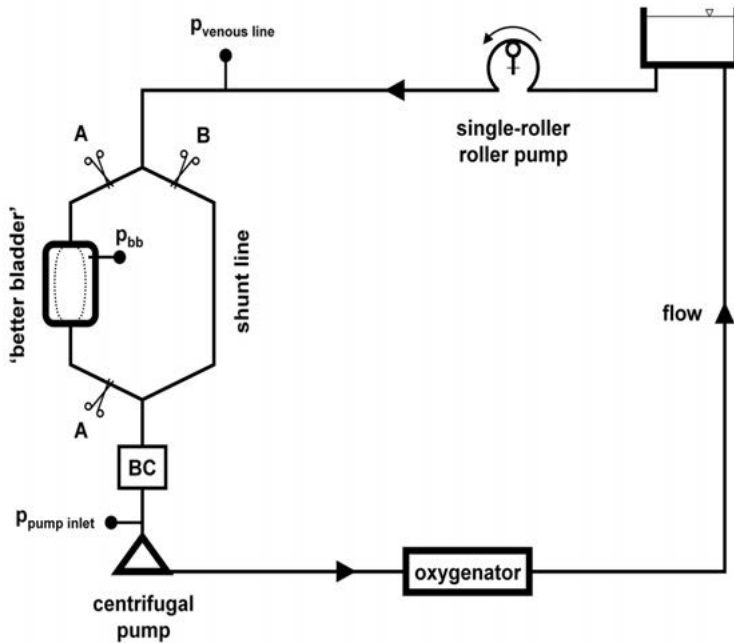 p venous line
A
B
single-roller
roller pump
'better bladder'
p bb
shunt line
flow
A
BC
p pump inlet
oxygenator
centrifugal
pump